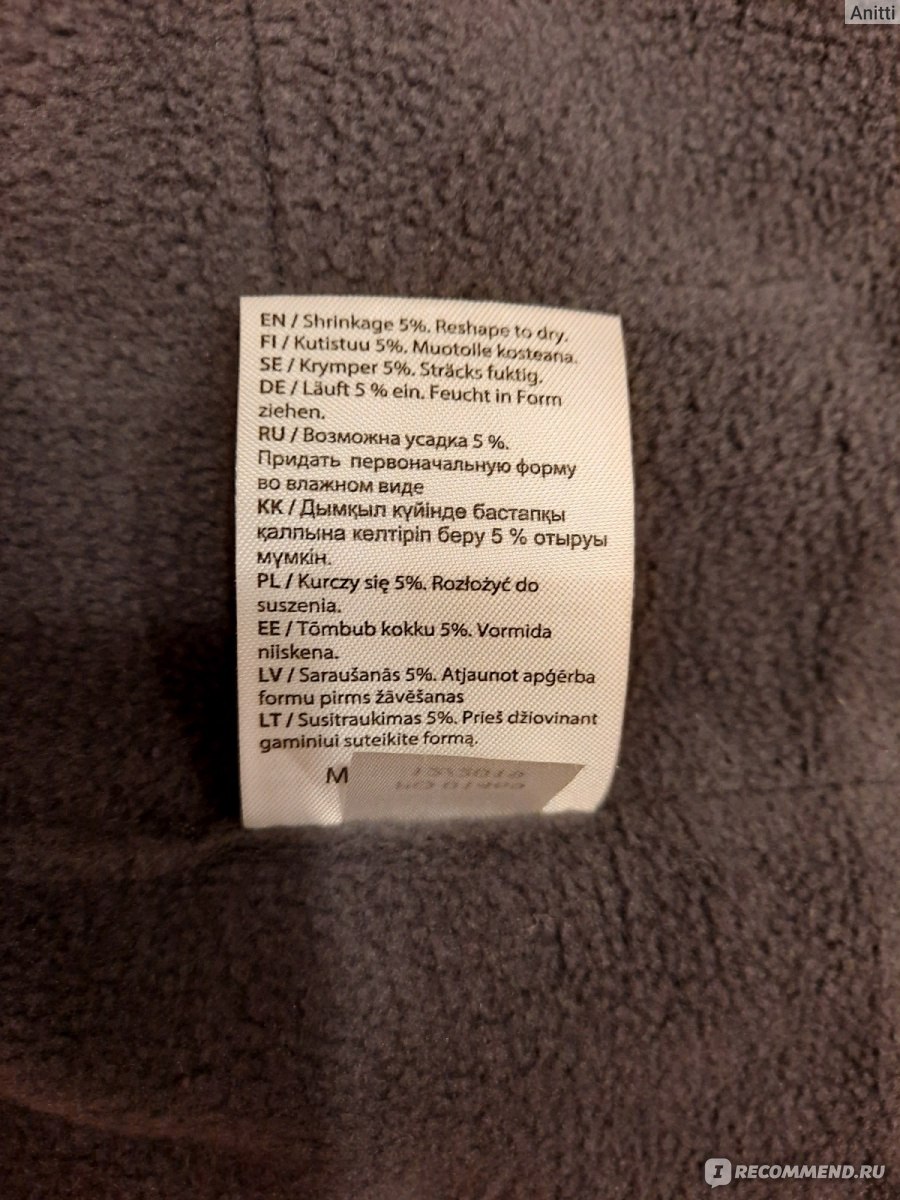 Anitti
EN / Shrinkage 5%. Reshape to dry.
FI / Kutistuu 5%. Muotoile kosteana.
SE / Krymper 5%. Sträcks fuktig.
DE / Läuft 5 % ein. Feucht in Form
ziehen.
RU / Возможна усадка 5 %.
Придать первоначальную форму
во влажном виде
KK / Дымқыл күйінде бастапқы
қалпына келтіріп беру 5 % отыруы
мүмкін.
PL / Kurczy się 5%. Rozłożyć do
suszenia.
EE / Tõmbub kokku 5%. Vormida
niiskena.
LV / Saraušanās 5%. Atjaunot apģērba
formu pirms žāvēšanas
LT / Susitraukimas 5%. Prieš džiovinant
gaminiui suteikite formą.
M
IRECOMMEND.RU